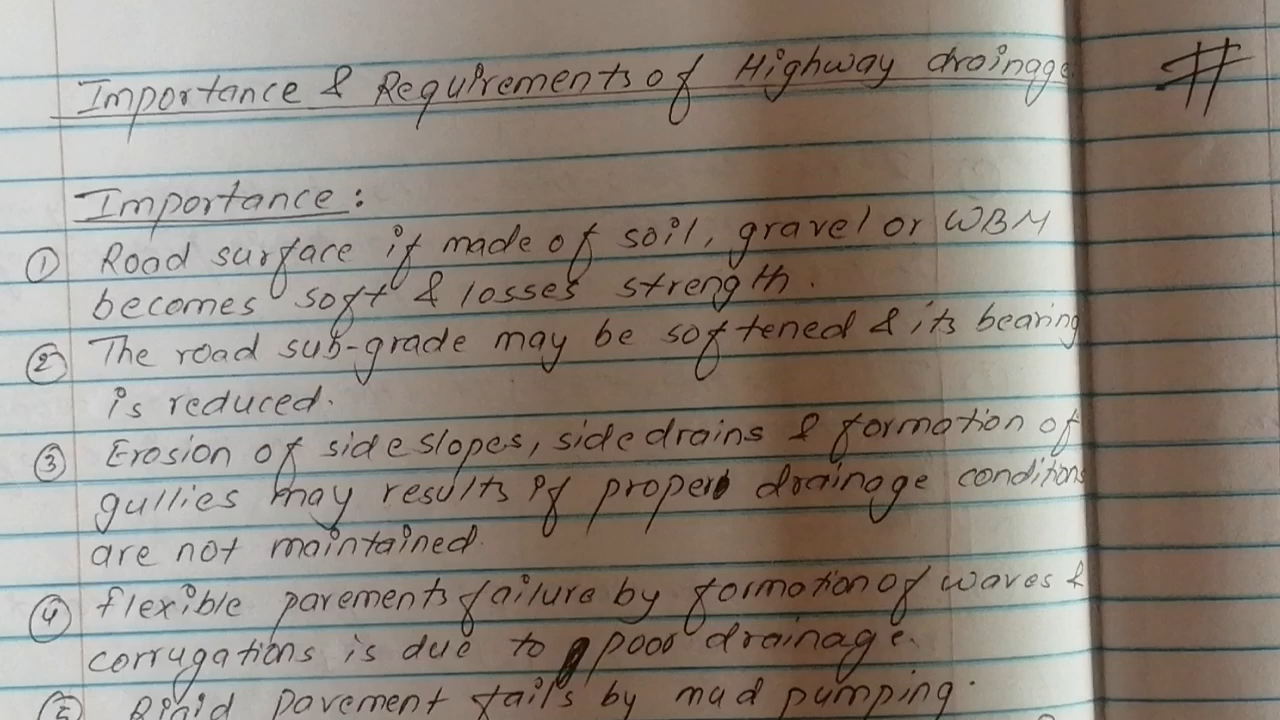 Importance & Requirements of Highway drainage #
Importance :
① Road surface if made of soil, gravel or WBM
becomes soft & losses strength.
② The road sub-grade may be softened & its bearing
is reduced.
③ Erosion of side slopes, side drains & formation of
gullies may results if proper drainage conditions
are not maintained.
④ flexible pavements failure by formation of waves &
corrugations is due to poor drainage.
⑤ Rigid pavement fails by mud pumping.